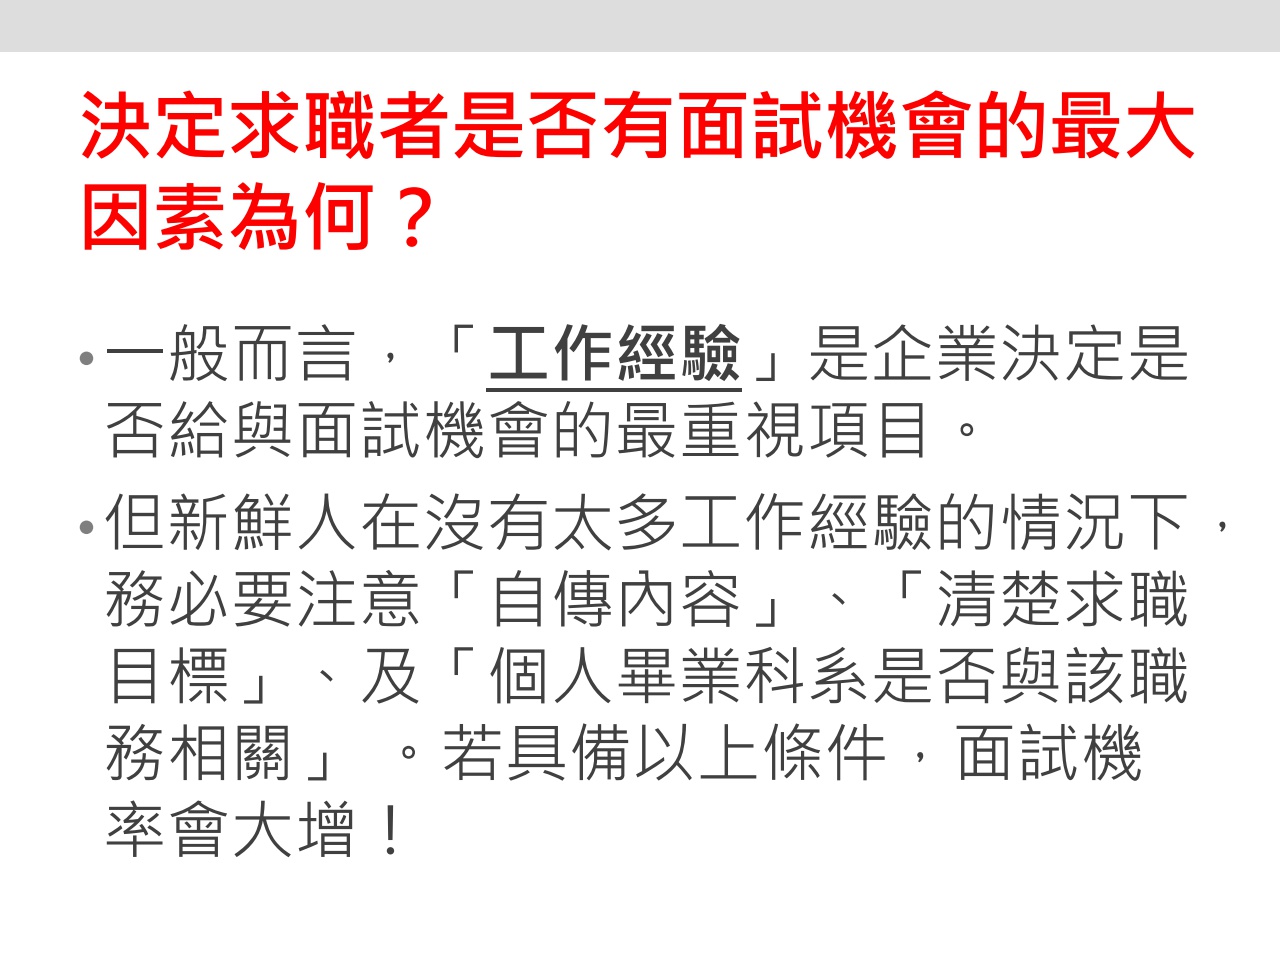 決定求職者是否有面試機會的最大
因素為何？
•一般而言，「工作經驗」是企業決定是
否給與面試機會的最重視項目。
•但新鮮人在沒有太多工作經驗的情況下，
務必要注意「自傳內容」、「清楚求職
目標」、及「個人畢業科系是否與該職
務相關」。若具備以上條件，面試機
率會大增！